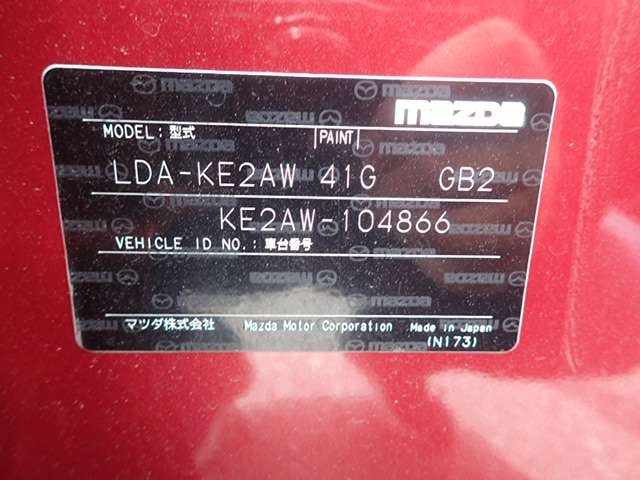 mazda
MODEL: 型式 PAINT
LDA-KE2AW 41G GB2
KE2AW-104866
VEHICLE ID NO.: 車台番号
マツダ株式会社 Mazda Motor Corporation Made in Japan
(N173)